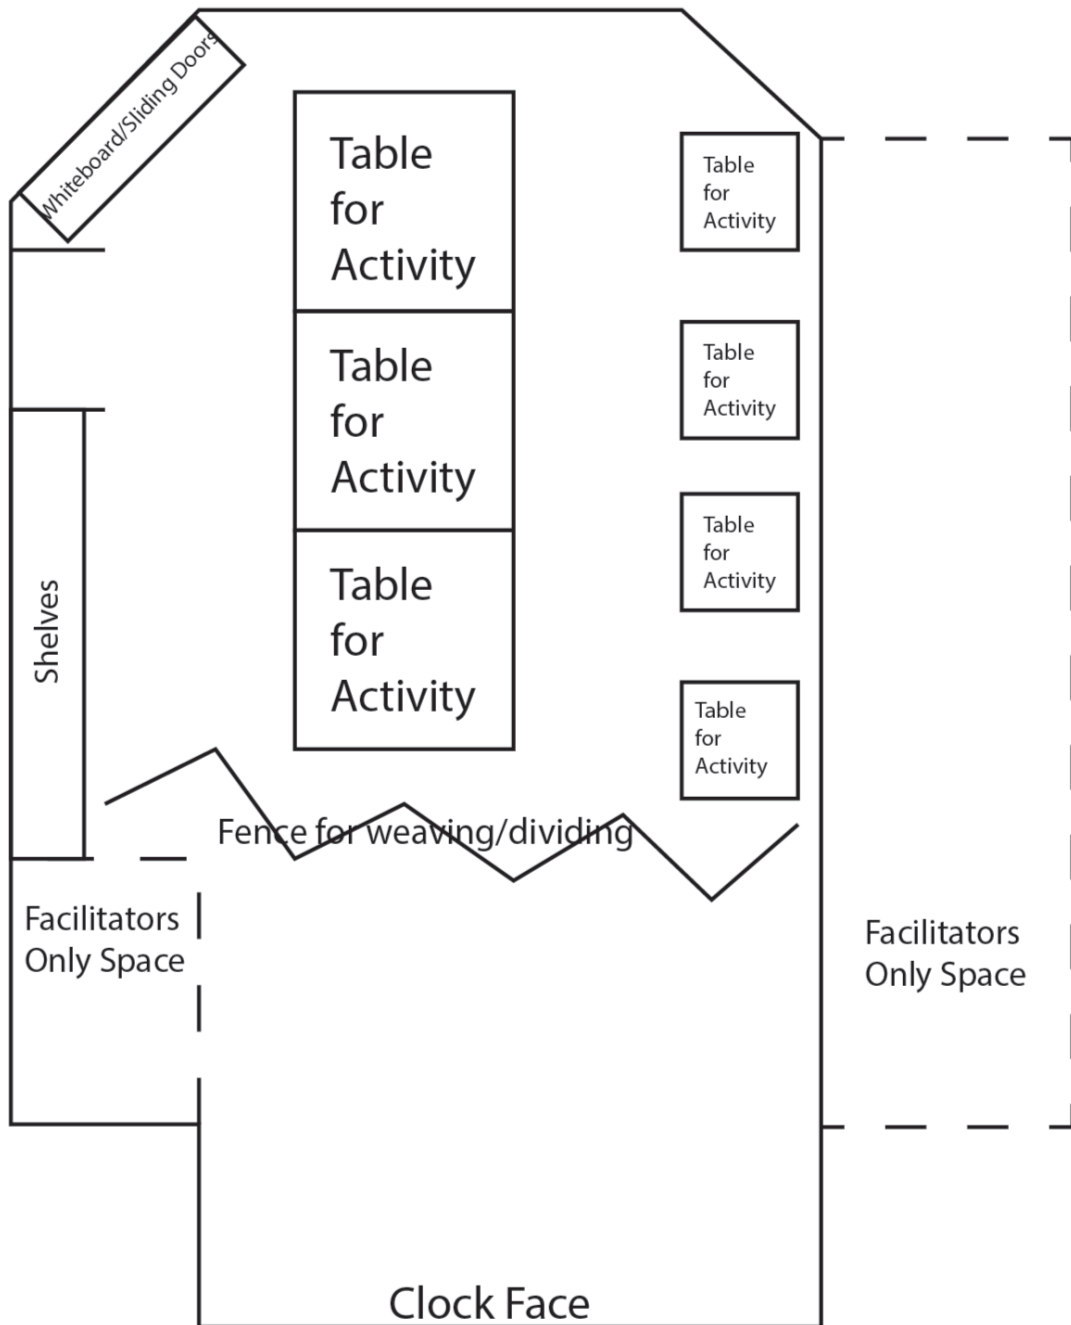 Whiteboard/Sliding Doors
Table
for
Activity
Table
for
Activity
Table
for
Activity
Table
for
Activity
Table
for
Activity
Table
for
Activity
Table
for
Activity
Shelves
Fence for weaving/dividing
Facilitators
Only Space
Facilitators
Only Space
Clock Face